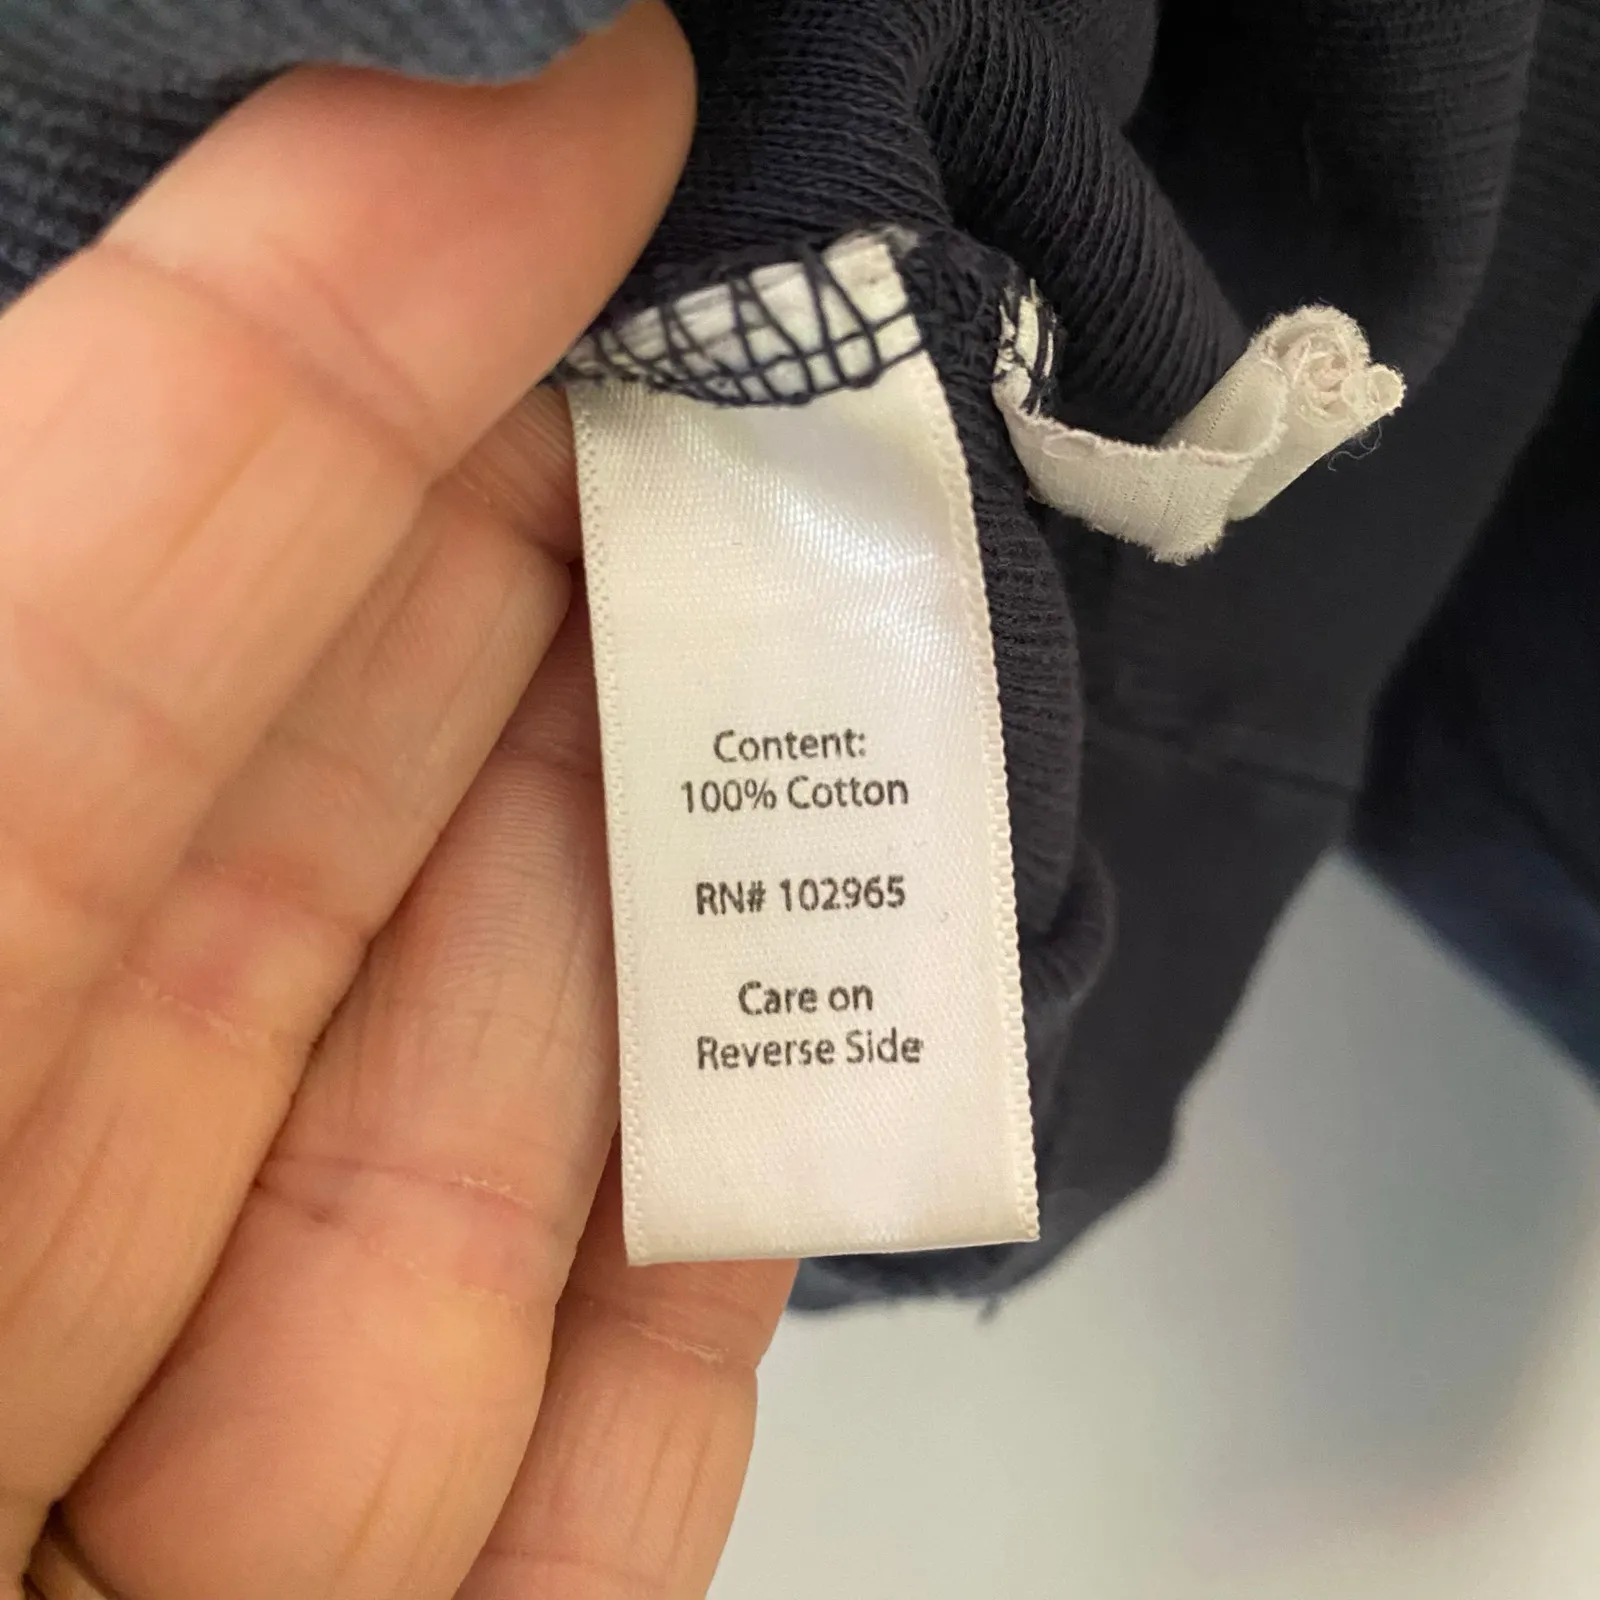 Content:
100% Cotton
RN# 102965
Care on
Reverse Side